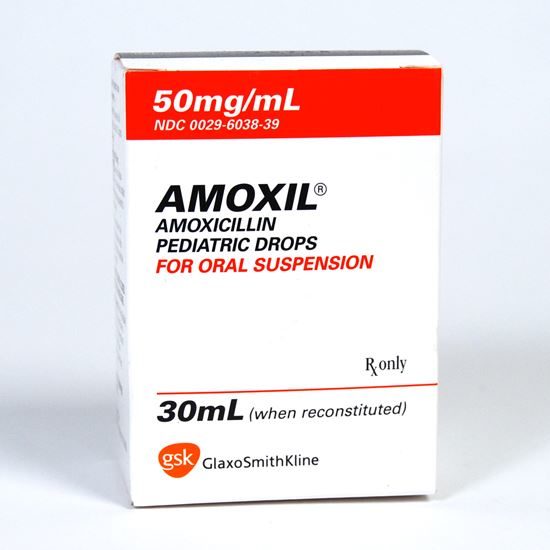 50mg/mL
NDC 0029-6038-39
AMOXIL®
AMOXICILLIN
PEDIATRIC DROPS
FOR ORAL SUSPENSION
℞ only
30mL (when reconstituted)
gsk GlaxoSmithKline